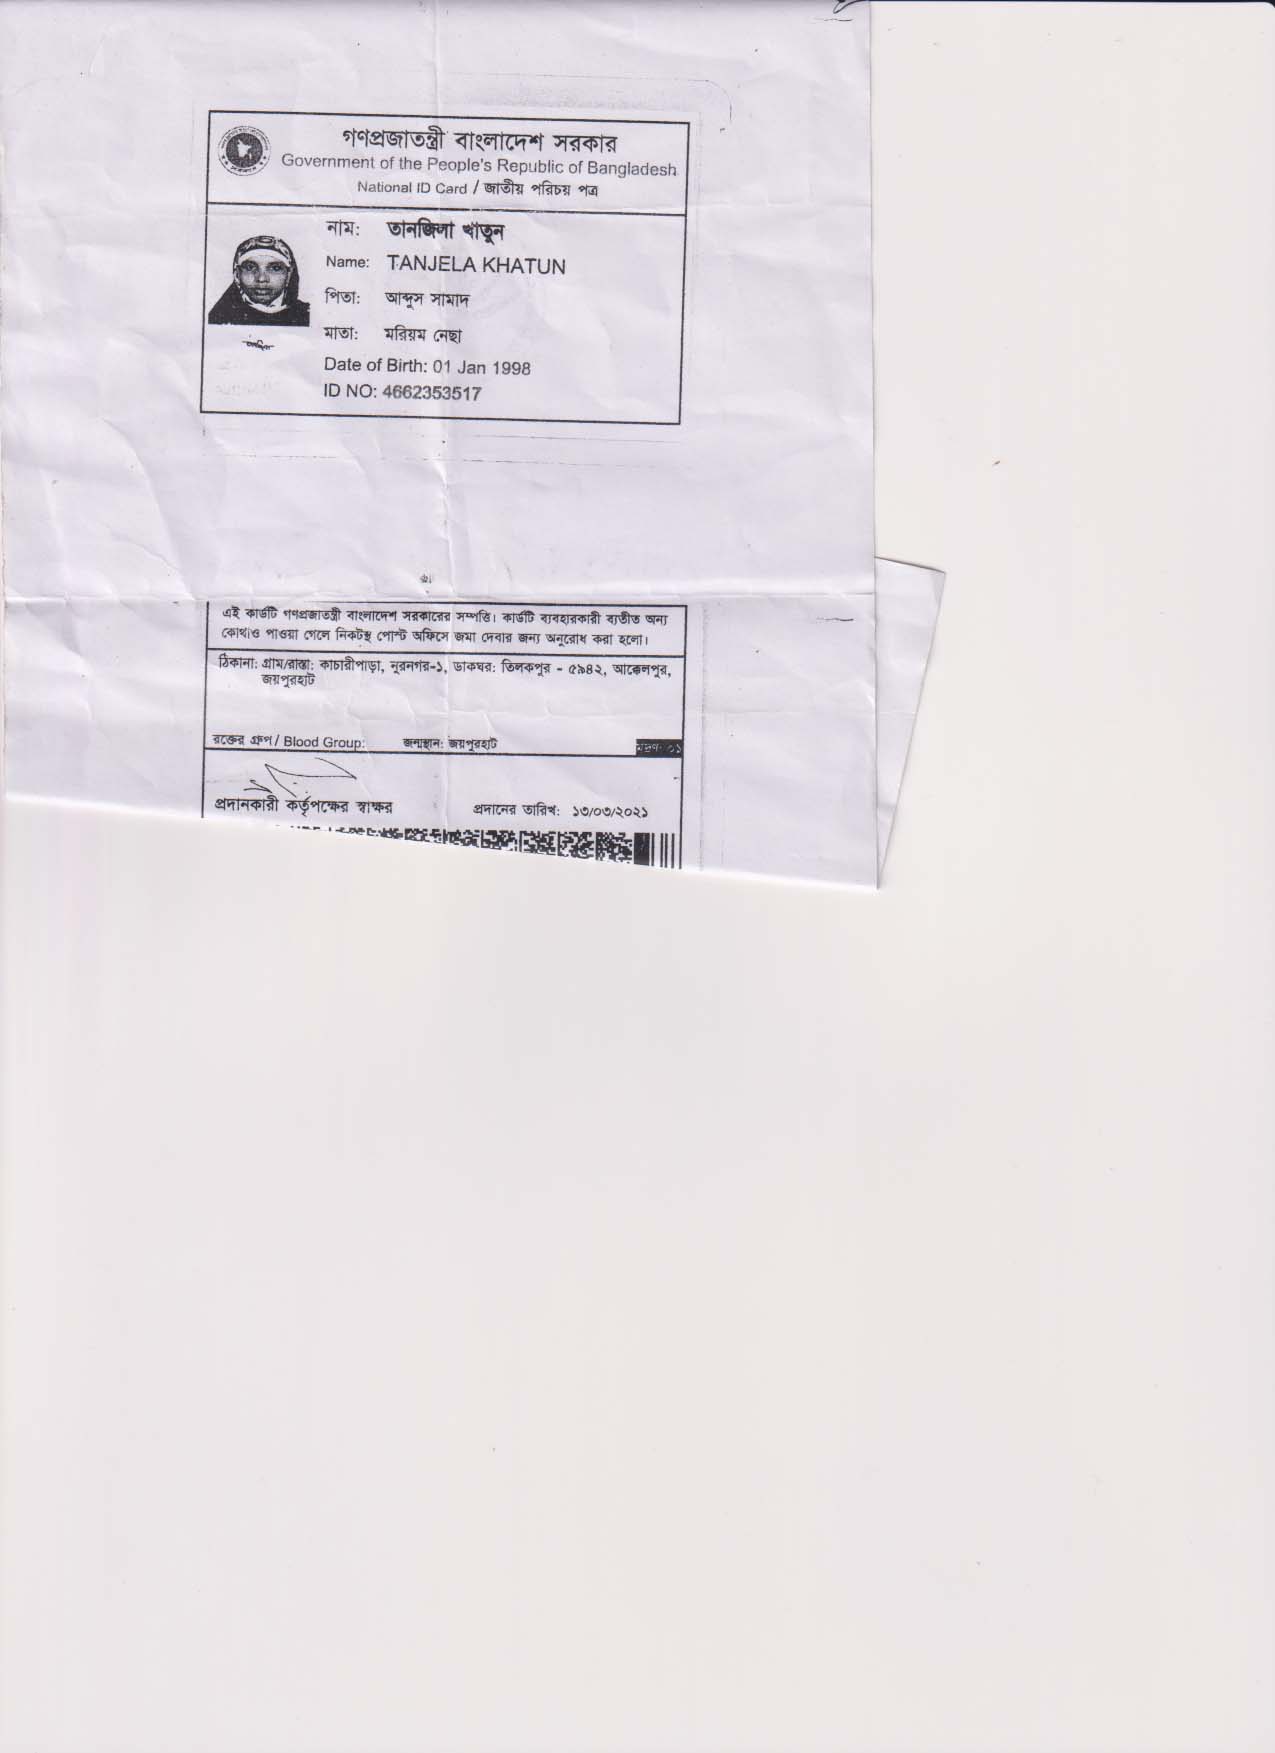 গণপ্রজাতন্ত্রী বাংলাদেশ সরকার
Government of the People's Republic of Bangladesh
National ID Card / জাতীয় পরিচয় পত্র
নাম: তানজিলা খাতুন
Name: TANJELA KHATUN
পিতা: আব্দুস সামাদ
মাতা: মরিয়ম নেছা
Date of Birth: 01 Jan 1998
ID NO: 4662353517
এই কার্ডটি গণপ্রজাতন্ত্রী বাংলাদেশ সরকারের সম্পত্তি। কার্ডটি ব্যবহারকারী ব্যতীত অন্য
কোথাও পাওয়া গেলে নিকটস্থ পোস্ট অফিসে জমা দেবার জন্য অনুরোধ করা হলো।
ঠিকানা: গ্রাম/রাস্তা: কাচারীপাড়া, নুরনগর-১, ডাকঘর: তিলকপুর - ৫৯৪২, আক্কেলপুর,
জয়পুরহাট
রক্তের গ্রুপ / Blood Group: জন্মস্থান: জয়পুরহাট মুদ্রণ: ০১
প্রদানকারী কর্তৃপক্ষের স্বাক্ষর প্রদানের তারিখ: ১৩/০৩/২০২১